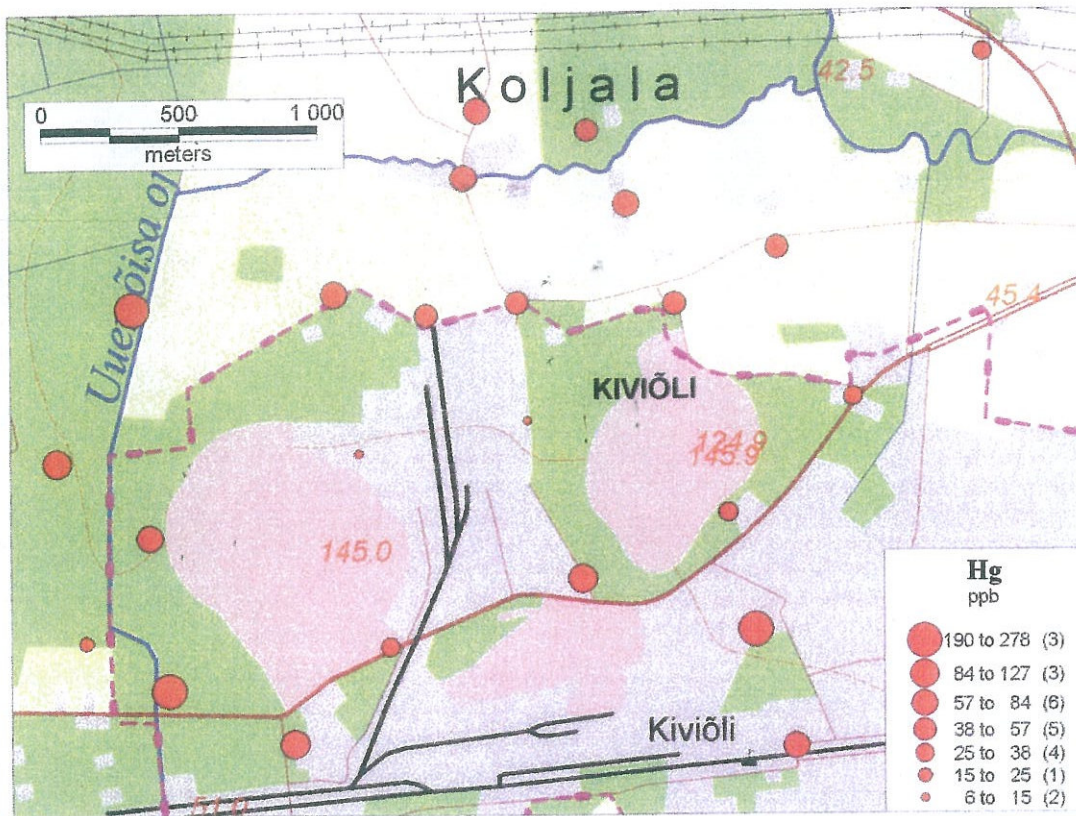 Koljala
42.5
0 500 1 000
meters
45.4
KIVIÕLI
124.9
145.9
145.0
Hg
ppb
190 to 278 (3)
84 to 127 (3)
57 to 84 (6)
38 to 57 (5)
25 to 38 (4)
15 to 25 (1)
6 to 15 (2)
Kiviõli